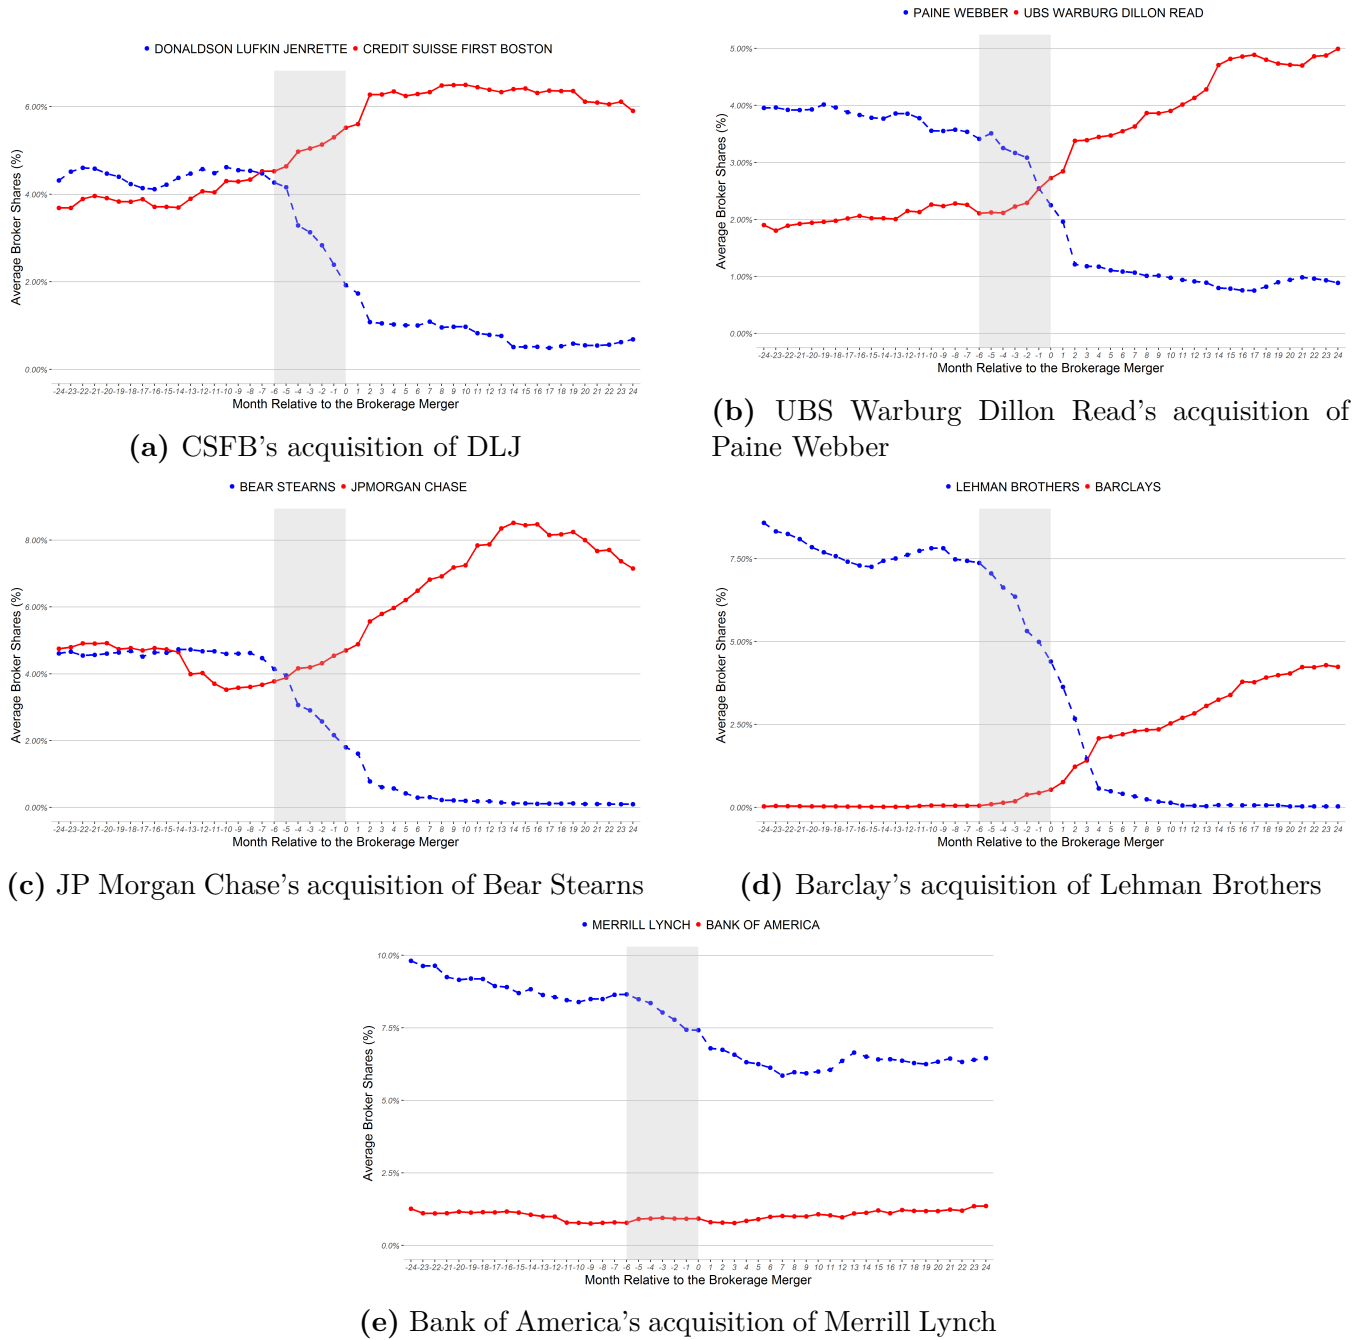 DONALDSON LUFKIN JENRETTE CREDIT SUISSE FIRST BOSTON
6.00%
4.00%
2.00%
0.00%
Average Broker Shares (%)
-24 -23 -22 -21 -20 -19 -18 -17 -16 -15 -14 -13 -12 -11 -10 -9 -8 -7 -6 -5 -4 -3 -2 -1 0 1 2 3 4 5 6 7 8 9 10 11 12 13 14 15 16 17 18 19 20 21 22 23 24
Month Relative to the Brokerage Merger
(a) CSFB's acquisition of DLJ
PAINE WEBBER UBS WARBURG DILLON READ
5.00%
4.00%
3.00%
2.00%
1.00%
0.00%
Average Broker Shares (%)
-24 -23 -22 -21 -20 -19 -18 -17 -16 -15 -14 -13 -12 -11 -10 -9 -8 -7 -6 -5 -4 -3 -2 -1 0 1 2 3 4 5 6 7 8 9 10 11 12 13 14 15 16 17 18 19 20 21 22 23 24
Month Relative to the Brokerage Merger
(b) UBS Warburg Dillon Read's acquisition of
Paine Webber
BEAR STEARNS JPMORGAN CHASE
8.00%
6.00%
4.00%
2.00%
0.00%
Average Broker Shares (%)
-24 -23 -22 -21 -20 -19 -18 -17 -16 -15 -14 -13 -12 -11 -10 -9 -8 -7 -6 -5 -4 -3 -2 -1 0 1 2 3 4 5 6 7 8 9 10 11 12 13 14 15 16 17 18 19 20 21 22 23 24
Month Relative to the Brokerage Merger
(c) JP Morgan Chase's acquisition of Bear Stearns
LEHMAN BROTHERS BARCLAYS
7.50%
5.00%
2.50%
0.00%
Average Broker Shares (%)
-24 -23 -22 -21 -20 -19 -18 -17 -16 -15 -14 -13 -12 -11 -10 -9 -8 -7 -6 -5 -4 -3 -2 -1 0 1 2 3 4 5 6 7 8 9 10 11 12 13 14 15 16 17 18 19 20 21 22 23 24
Month Relative to the Brokerage Merger
(d) Barclay's acquisition of Lehman Brothers
MERRILL LYNCH BANK OF AMERICA
10.0%
7.5%
5.0%
2.5%
0.0%
Average Broker Shares (%)
-24 -23 -22 -21 -20 -19 -18 -17 -16 -15 -14 -13 -12 -11 -10 -9 -8 -7 -6 -5 -4 -3 -2 -1 0 1 2 3 4 5 6 7 8 9 10 11 12 13 14 15 16 17 18 19 20 21 22 23 24
Month Relative to the Brokerage Merger
(e) Bank of America's acquisition of Merrill Lynch